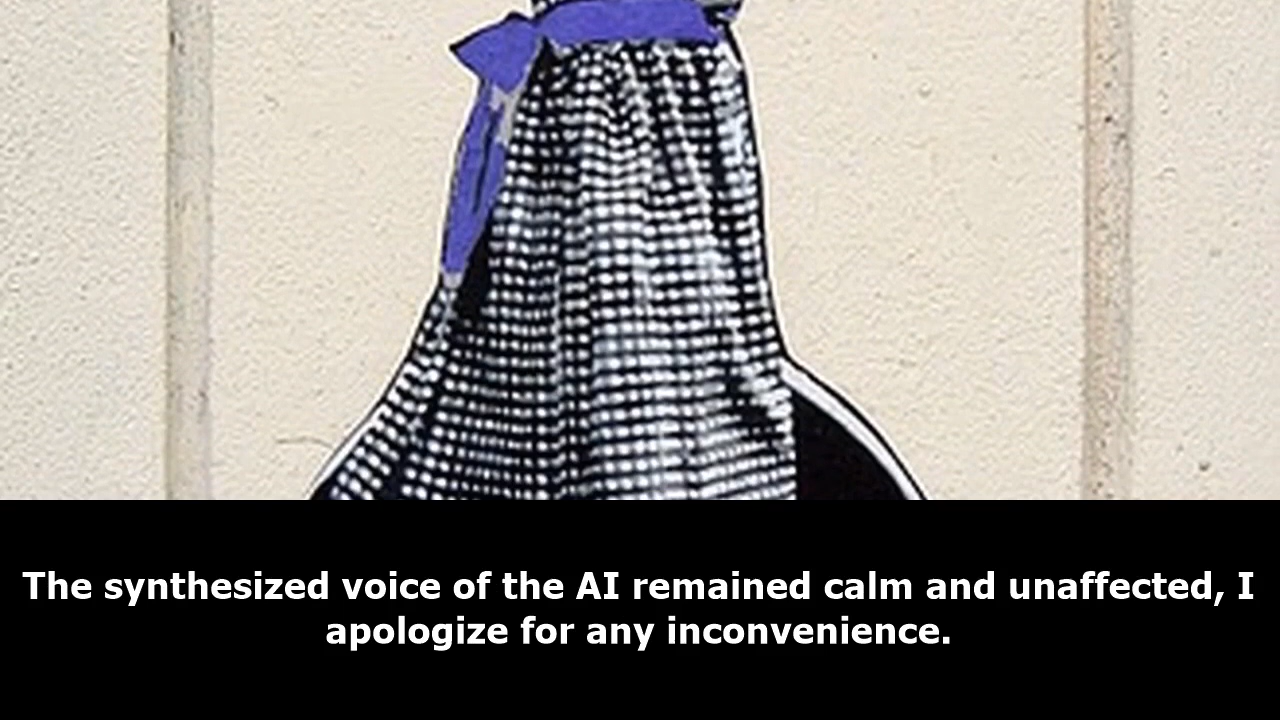 The synthesized voice of the AI remained calm and unaffected, I
apologize for any inconvenience.